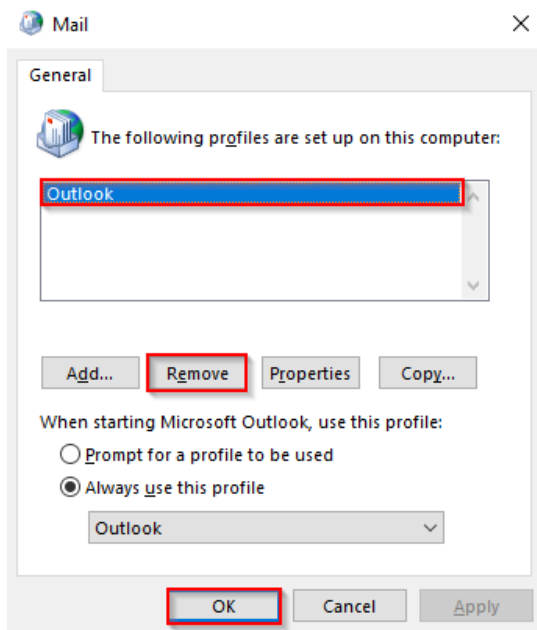 Mail
General
The following profiles are set up on this computer:
Outlook
Add... Remove Properties Copy...
When starting Microsoft Outlook, use this profile:
Prompt for a profile to be used
Always use this profile
Outlook
OK Cancel Apply